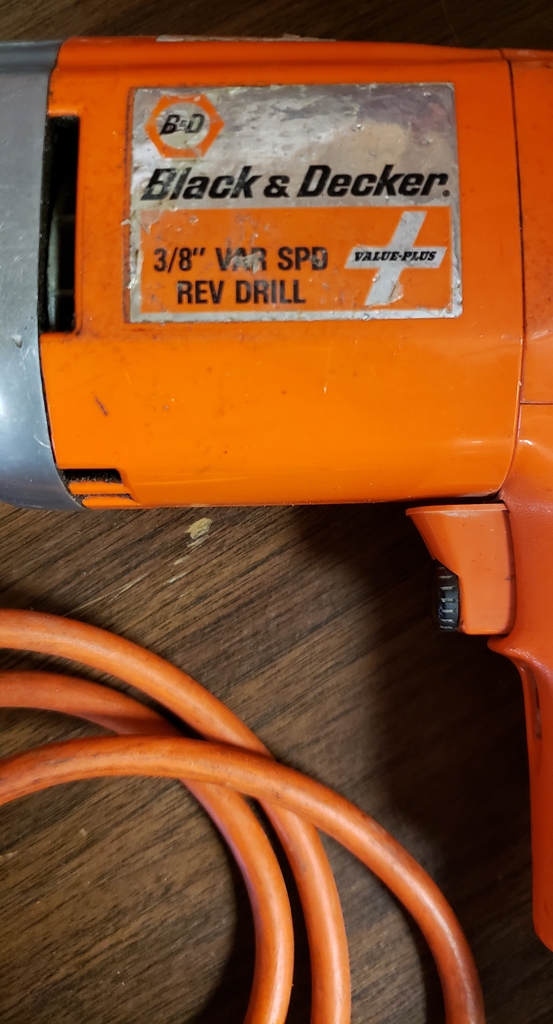 B&D
Black & Decker®
3/8" VAR SPD
REV DRILL
VALUE-PLUS